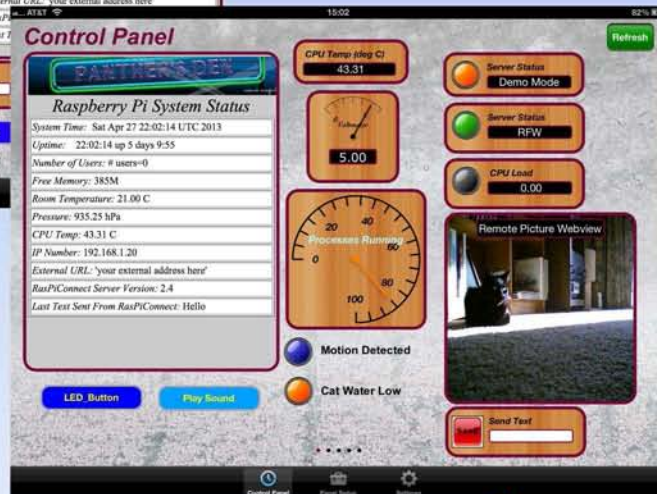 External URL: 'your external address here'
AT&T
15:02
82%
Control Panel
Refresh
PANTHER'S DEN
Raspberry Pi System Status
System Time: Sat Apr 27 22:02:14 UTC 2013
Uptime: 22:02:14 up 5 days 9:55
Number of Users: # users=0
Free Memory: 385M
Room Temperature: 21.00 C
Pressure: 935.25 hPa
CPU Temp: 43.31 C
IP Number: 192.168.1.20
External URL: 'your external address here'
RasPiConnect Server Version: 2.4
Last Test Sent From RasPiConnect: Hello
LED_Button
Play Sound
CPU Temp (deg C)
43.31
5.00
0
20
40
60
80
100
Processes Running
Motion Detected
Cat Water Low
Server Status
Demo Mode
Server Status
RFW
CPU Load
0.00
Remote Picture Webview
Send Text
Send
Control Panel
Panel Setup
Settings